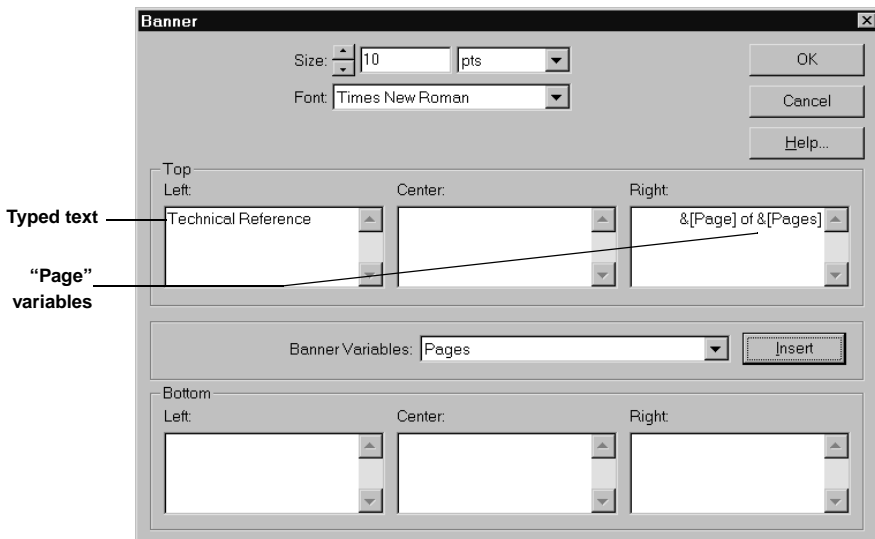 Banner
Size: 10 pts
OK
Font: Times New Roman
Cancel
Help...
Top
Left: Center: Right:
Typed text
Technical Reference
&[Page] of &[Pages]
“Page”
variables
Banner Variables: Pages
Insert
Bottom
Left: Center: Right: